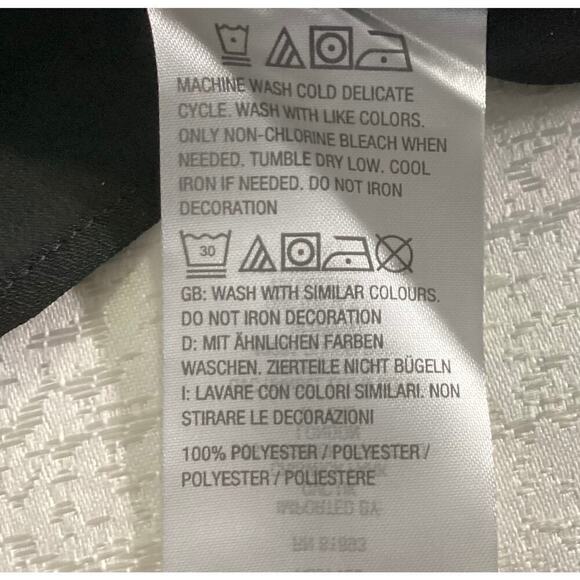 MACHINE WASH COLD DELICATE
CYCLE. WASH WITH LIKE COLORS.
ONLY NON-CHLORINE BLEACH WHEN
NEEDED. TUMBLE DRY LOW. COOL
IRON IF NEEDED. DO NOT IRON
DECORATION
30
GB: WASH WITH SIMILAR COLOURS.
DO NOT IRON DECORATION
D: MIT ÄHNLICHEN FARBEN
WASCHEN. ZIERTEILE NICHT BÜGELN
I: LAVARE CON COLORI SIMILARI. NON
STIRARE LE DECORAZIONI
100% POLYESTER / POLYESTER /
POLYESTER / POLIESTERE